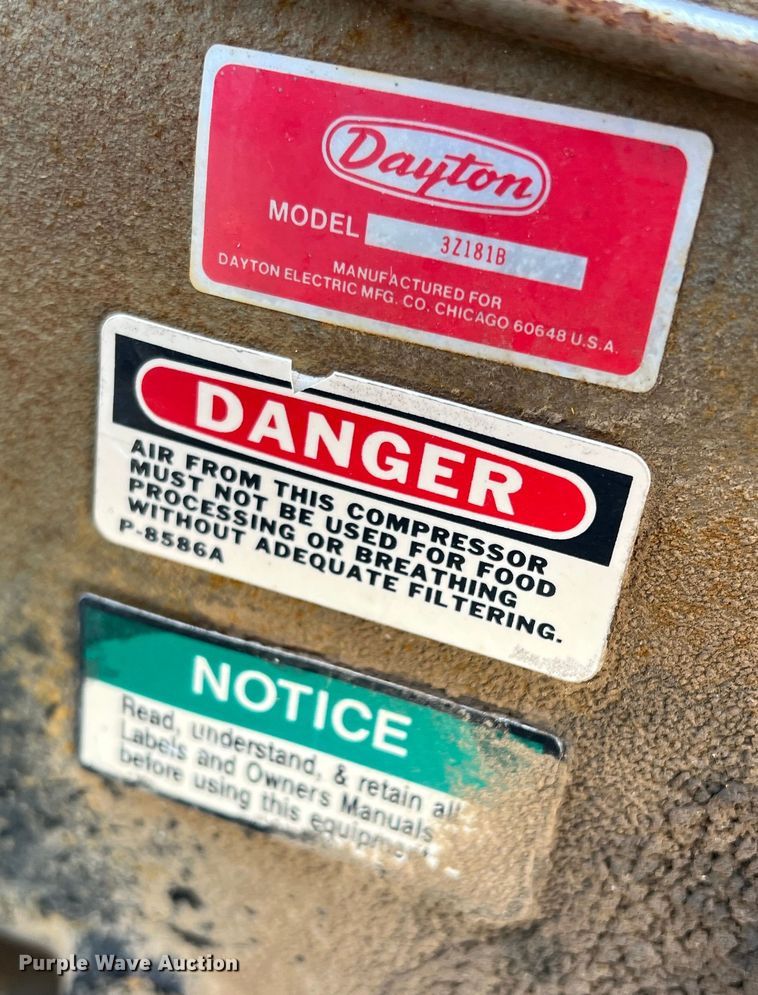 Dayton
MODEL 3Z181B
MANUFACTURED FOR
DAYTON ELECTRIC MFG. CO. CHICAGO 60648 U.S.A.
DANGER
AIR FROM THIS COMPRESSOR
MUST NOT BE USED FOR FOOD
PROCESSING OR BREATHING
WITHOUT ADEQUATE FILTERING.
P-8586A
NOTICE
Read, understand, & retain all
Labels and Owners Manuals
before using this
Purple Wave Auction